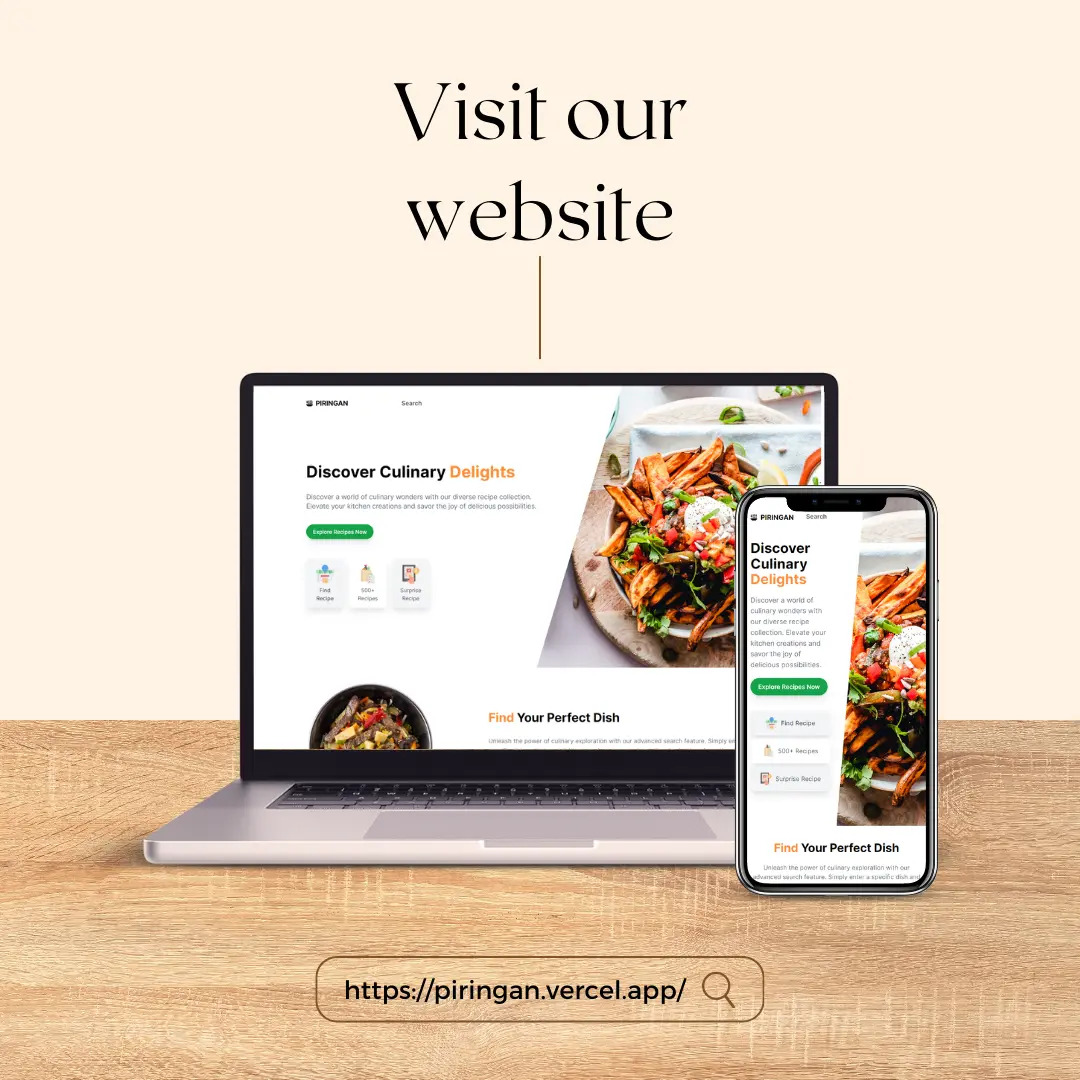 Visit our
website
PIRINGAN
Search
Discover Culinary Delights
Discover a world of culinary wonders with our diverse recipe collection.
Elevate your kitchen creations and savor the joy of delicious possibilities.
Explore Recipes Now
Find
Recipe
500+
Recipes
Surprise
Recipe
Find Your Perfect Dish
Unleash the power of culinary exploration with our advanced search feature. Simply
PIRINGAN
Search
Discover
Culinary
Delights
Discover a world of
culinary wonders with
our diverse recipe
collection. Elevate your
kitchen creations and
savor the joy of
delicious possibilities.
Explore Recipes Now
Find Recipe
500+ Recipes
Surprise Recipe
Find Your Perfect Dish
Unleash the power of culinary exploration with our
advanced search feature. Simply enter a specific dish and
https://piringan.vercel.app/